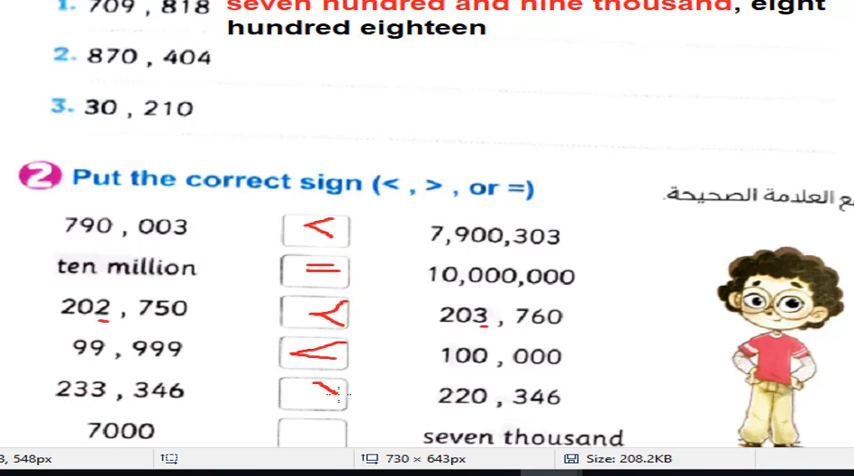 1. 709 , 818 seven hundred and nine thousand, eight
hundred eighteen
2. 870 , 404
3. 30 , 210
2 Put the correct sign (< , > , or =)
ع العلامة الصحيحة.
790 , 003 < 7,900,303
ten million = 10,000,000
202 , 750 < 203 , 760
99 , 999 < 100 , 000
233 , 346 220 , 346
7000 seven thousand
3, 548px 730 × 643px Size: 208.2KB